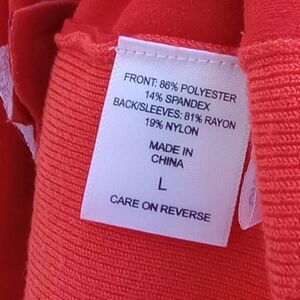 FRONT: 86% POLYESTER
14% SPANDEX
BACK/SLEEVES: 81% RAYON
19% NYLON
MADE IN
CHINA
L
CARE ON REVERSE